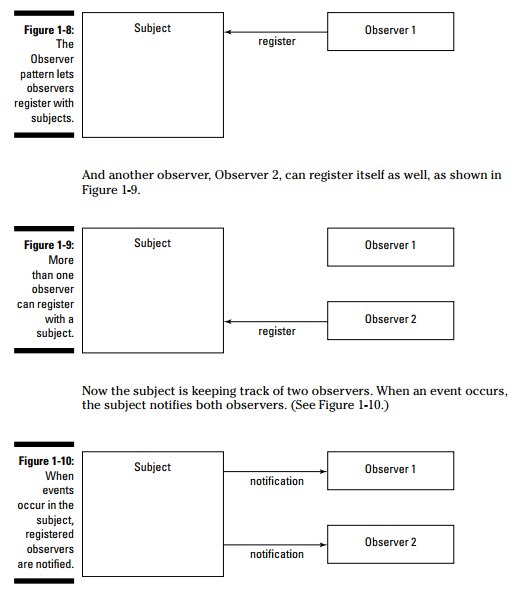 Figure 1-8:
The
Observer
pattern lets
observers
register with
subjects.
Subject
register
Observer 1
And another observer, Observer 2, can register itself as well, as shown in
Figure 1-9.
Figure 1-9:
More
than one
observer
can register
with a
subject.
Subject
Observer 1
register
Observer 2
Now the subject is keeping track of two observers. When an event occurs,
the subject notifies both observers. (See Figure 1-10.)
Figure 1-10:
When
events
occur in the
subject,
registered
observers
are notified.
Subject
notification
Observer 1
notification
Observer 2